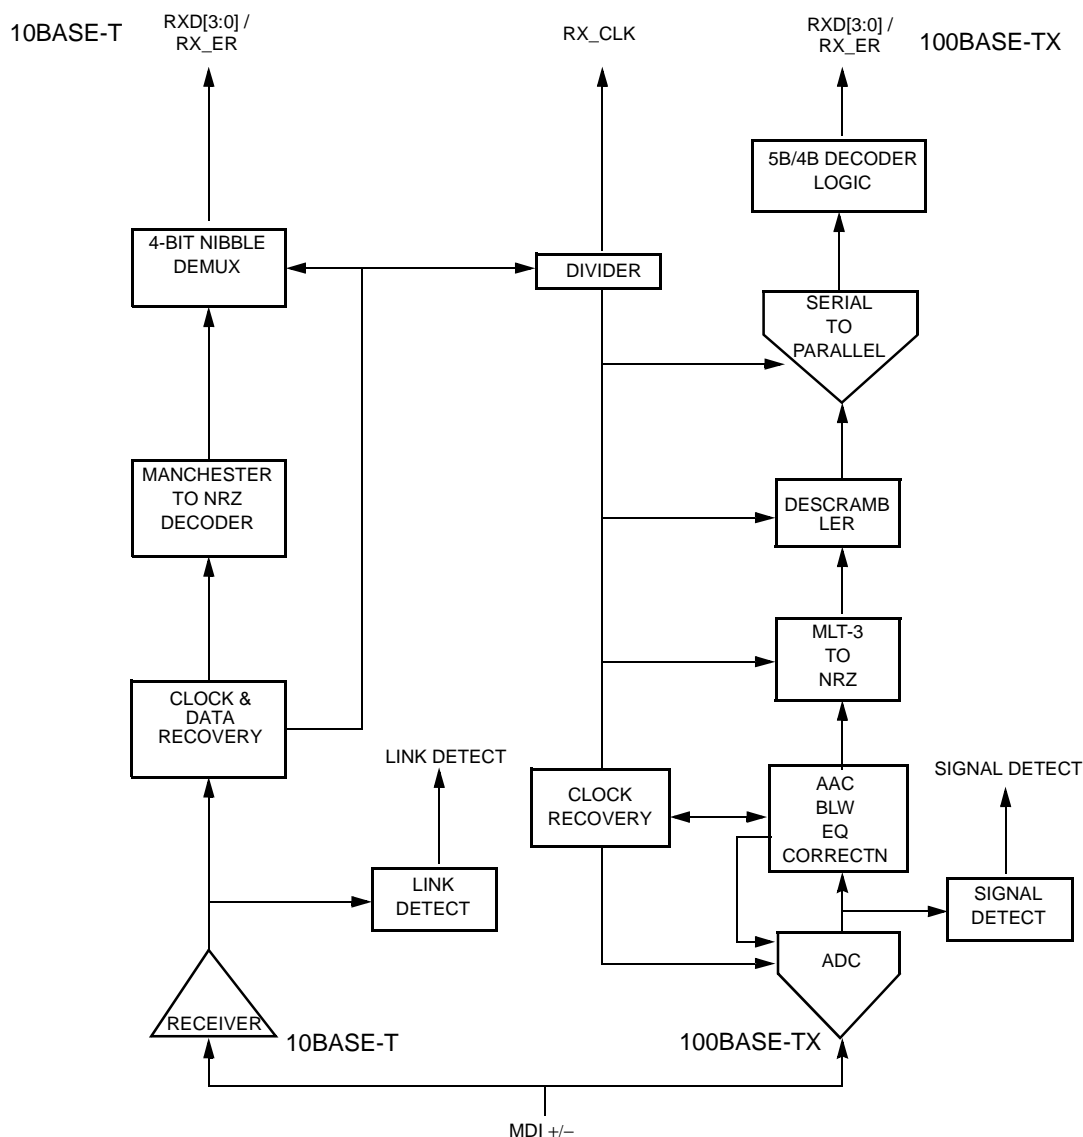 10BASE-T
RXD[3:0] /
RX_ER
RX_CLK
RXD[3:0] /
RX_ER
100BASE-TX
5B/4B DECODER
LOGIC
4-BIT NIBBLE
DEMUX
DIVIDER
SERIAL
TO
PARALLEL
MANCHESTER
TO NRZ
DECODER
DESCRAMB
LER
MLT-3
TO
NRZ
CLOCK &
DATA
RECOVERY
LINK DETECT
CLOCK
RECOVERY
AAC
BLW
EQ
CORRECTN
SIGNAL DETECT
LINK
DETECT
SIGNAL
DETECT
ADC
RECEIVER
10BASE-T
100BASE-TX
MDI +/−